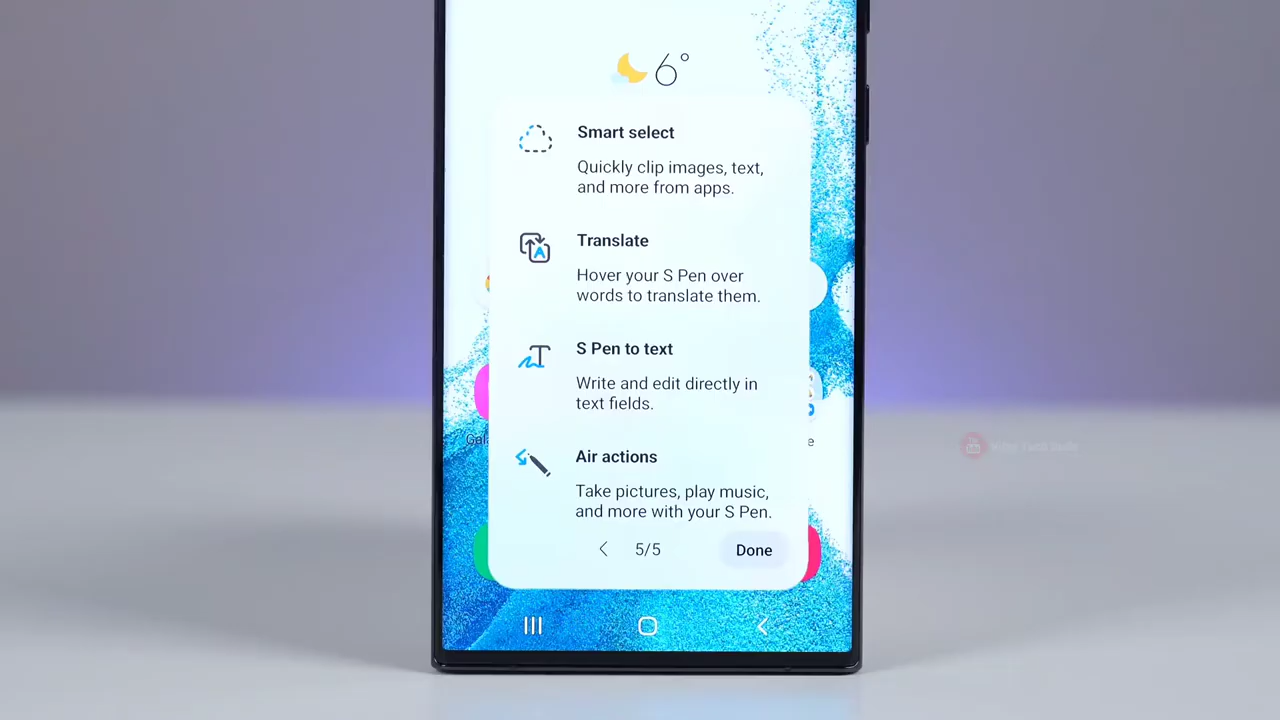 6°
Smart select
Quickly clip images, text,
and more from apps.
Translate
Hover your S Pen over
words to translate them.
S Pen to text
Write and edit directly in
text fields.
Air actions
Take pictures, play music,
and more with your S Pen.
5/5
Done